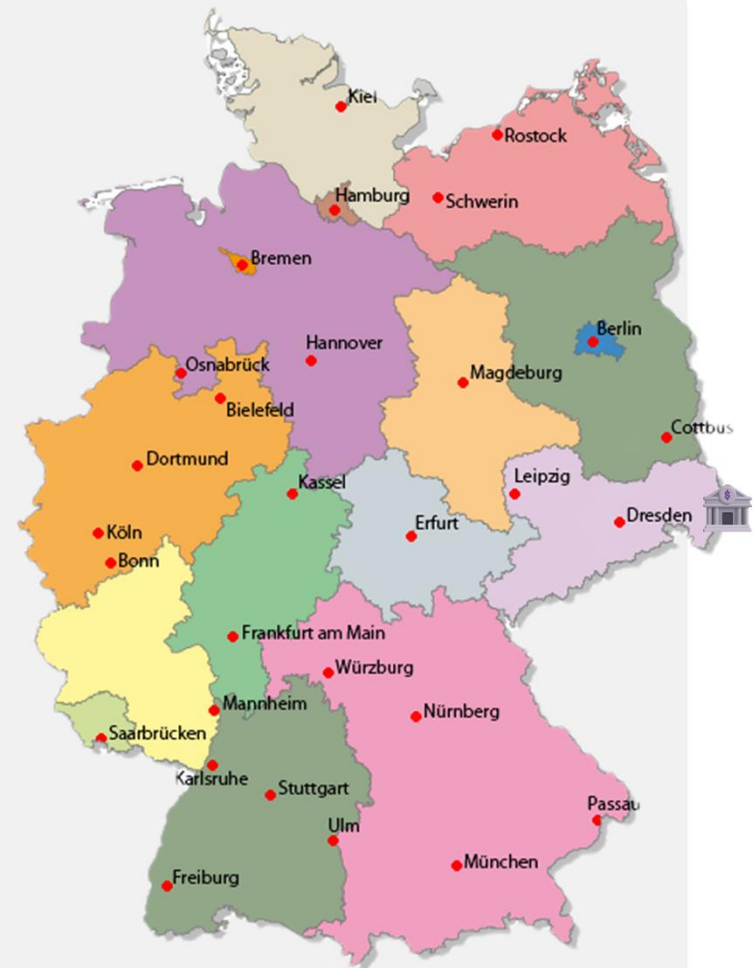 Kiel
Rostock
Hamburg
Schwerin
Bremen
Berlin
Hannover
Osnabrück
Magdeburg
Bielefeld
Cottbus
Dortmund
Leipzig
Kassel
$
Dresden
Erfurt
Köln
Bonn
Frankfurt am Main
Würzburg
Mannheim
Nürnberg
Saarbrücken
Karlsruhe
Stuttgart
Passau
Ulm
München
Freiburg